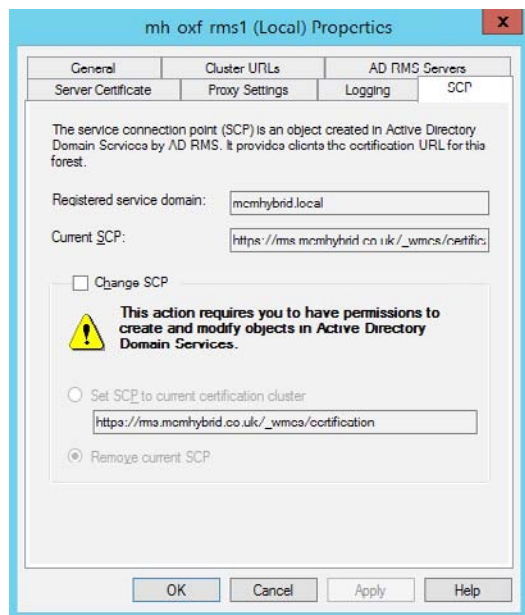 mh oxf rms1 (Local) Properties
x
General Cluster URLs AD RMS Servers
Server Certificate Proxy Settings Logging SCP
The service connection point (SCP) is an object created in Active Directory
Domain Services by AD RMS. It provides clients the certification URL for this
forest.
Registered service domain: mcmhybrid.local
Current SCP: https://rms.mcmhybrid.co.uk/_wmcs/certific
Change SCP
This action requires you to have permissions to
create and modify objects in Active Directory
Domain Services.
Set SCP to current certification cluster
https://rms.mcmhybrid.co.uk/_wmcs/certification
Remove current SCP
OK Cancel Apply Help